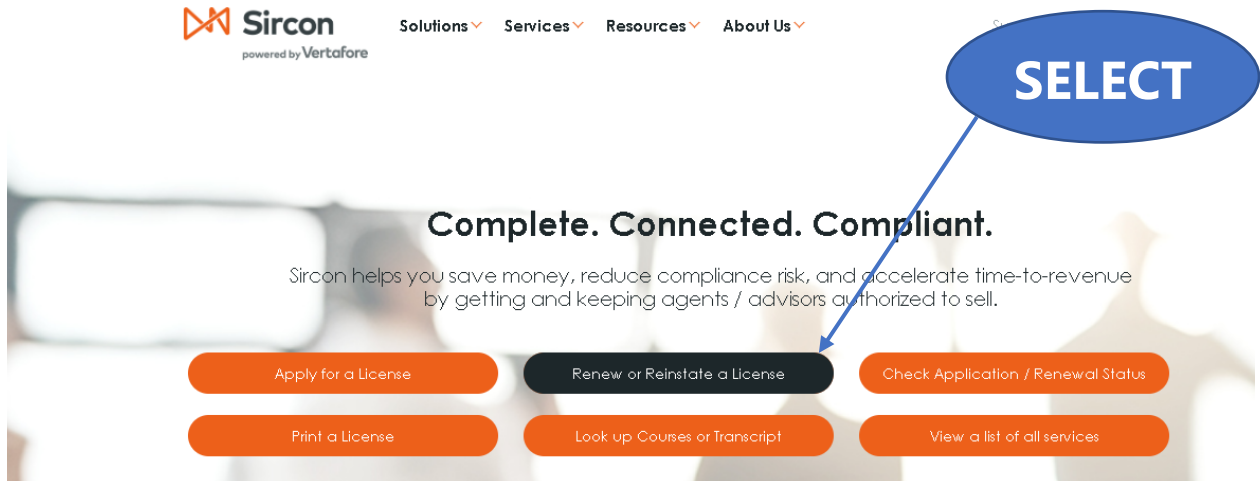 Sircon
powered by Vertafore
Solutions Services Resources About Us
SELECT
Complete. Connected. Compliant.
Sircon helps you save money, reduce compliance risk, and accelerate time-to-revenue
by getting and keeping agents / advisors authorized to sell.
Apply for a License
Renew or Reinstate a License
Check Application / Renewal Status
Print a License
Look up Courses or Transcript
View a list of all services